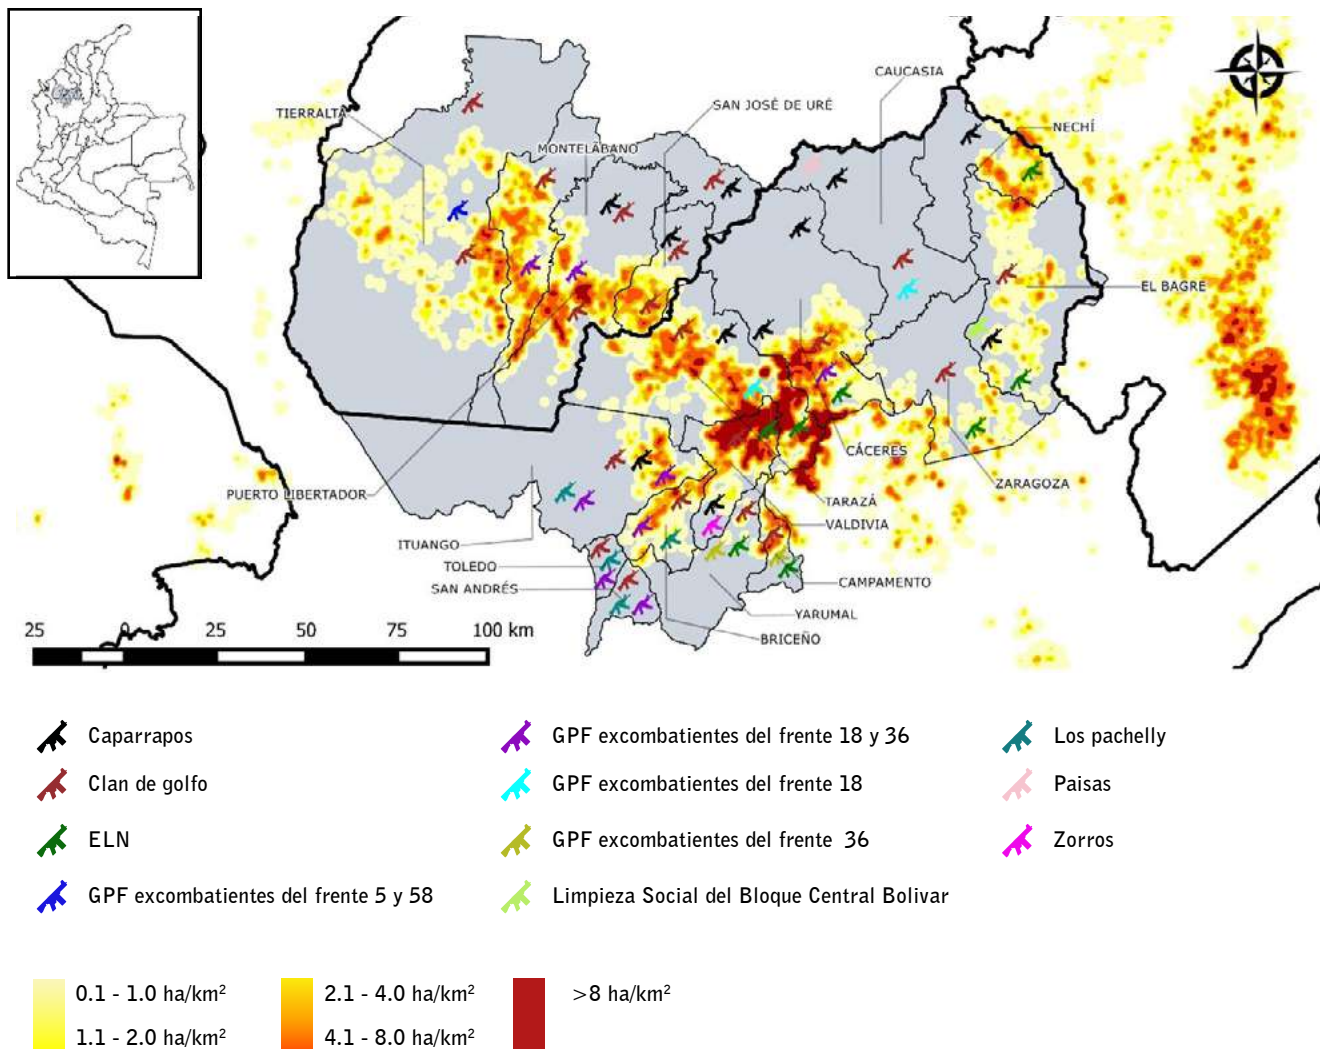 CAUCASIA
TIERRALTA
SAN JOSÉ DE URÉ
NECHÍ
MONTELÁBANO
EL BAGRE
CÁCERES
ZARAGOZA
PUERTO LIBERTADOR
TARAZÁ
VALDIVIA
ITUANGO
TOLEDO
SAN ANDRÉS
CAMPAMENTO
YARUMAL
BRICEÑO
25 0 25 50 75 100 km
Caparrapos
GPF excombatientes del frente 18 y 36
Los pachelly
Clan de golfo
GPF excombatientes del frente 18
Paisas
ELN
GPF excombatientes del frente 36
Zorros
GPF excombatientes del frente 5 y 58
Limpieza Social del Bloque Central Bolivar
0.1 - 1.0 ha/km²
2.1 - 4.0 ha/km²
>8 ha/km²
1.1 - 2.0 ha/km²
4.1 - 8.0 ha/km²